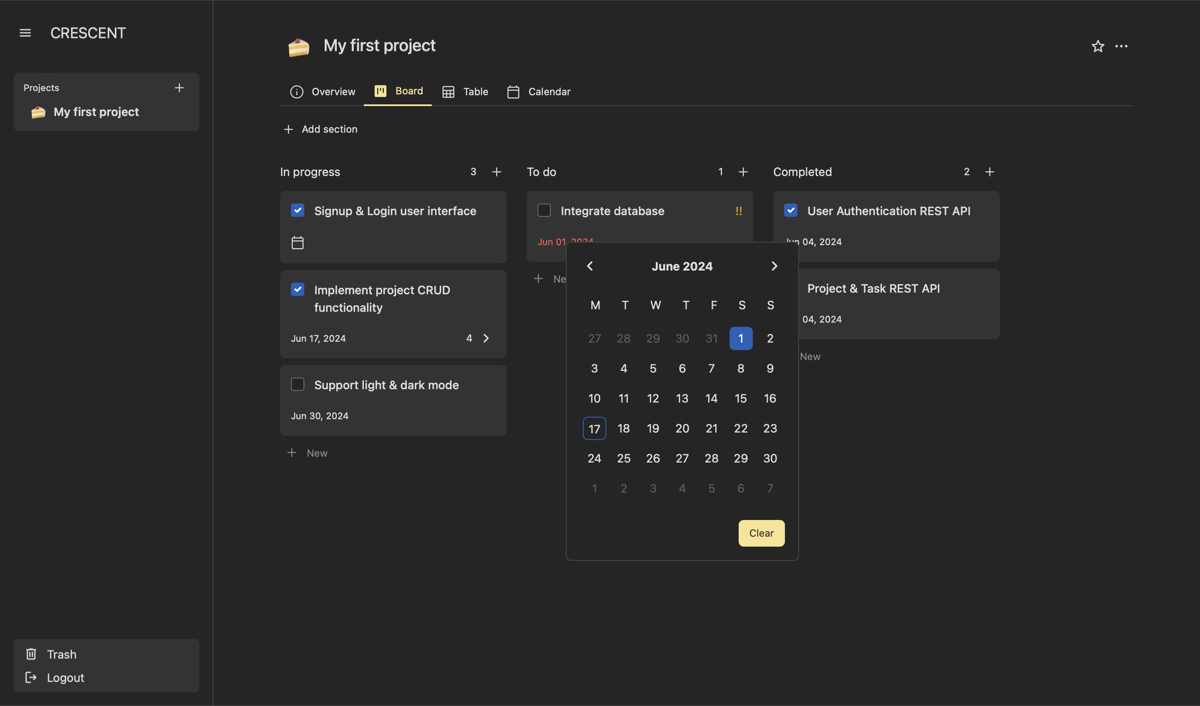 CRESCENT
Projects
My first project
Trash
Logout
My first project
Overview
Board
Table
Calendar
Add section
In progress
3
Signup & Login user interface
Implement project CRUD
functionality
Jun 17, 2024
4
Support light & dark mode
Jun 30, 2024
New
To do
1
Integrate database
!!
Jun 01, 2024
Ne
Completed
2
User Authentication REST API
Jun 04, 2024
Project & Task REST API
04, 2024
New
June 2024
M T W T F S S
27 28 29 30 31 1 2
3 4 5 6 7 8 9
10 11 12 13 14 15 16
17 18 19 20 21 22 23
24 25 26 27 28 29 30
1 2 3 4 5 6 7
Clear